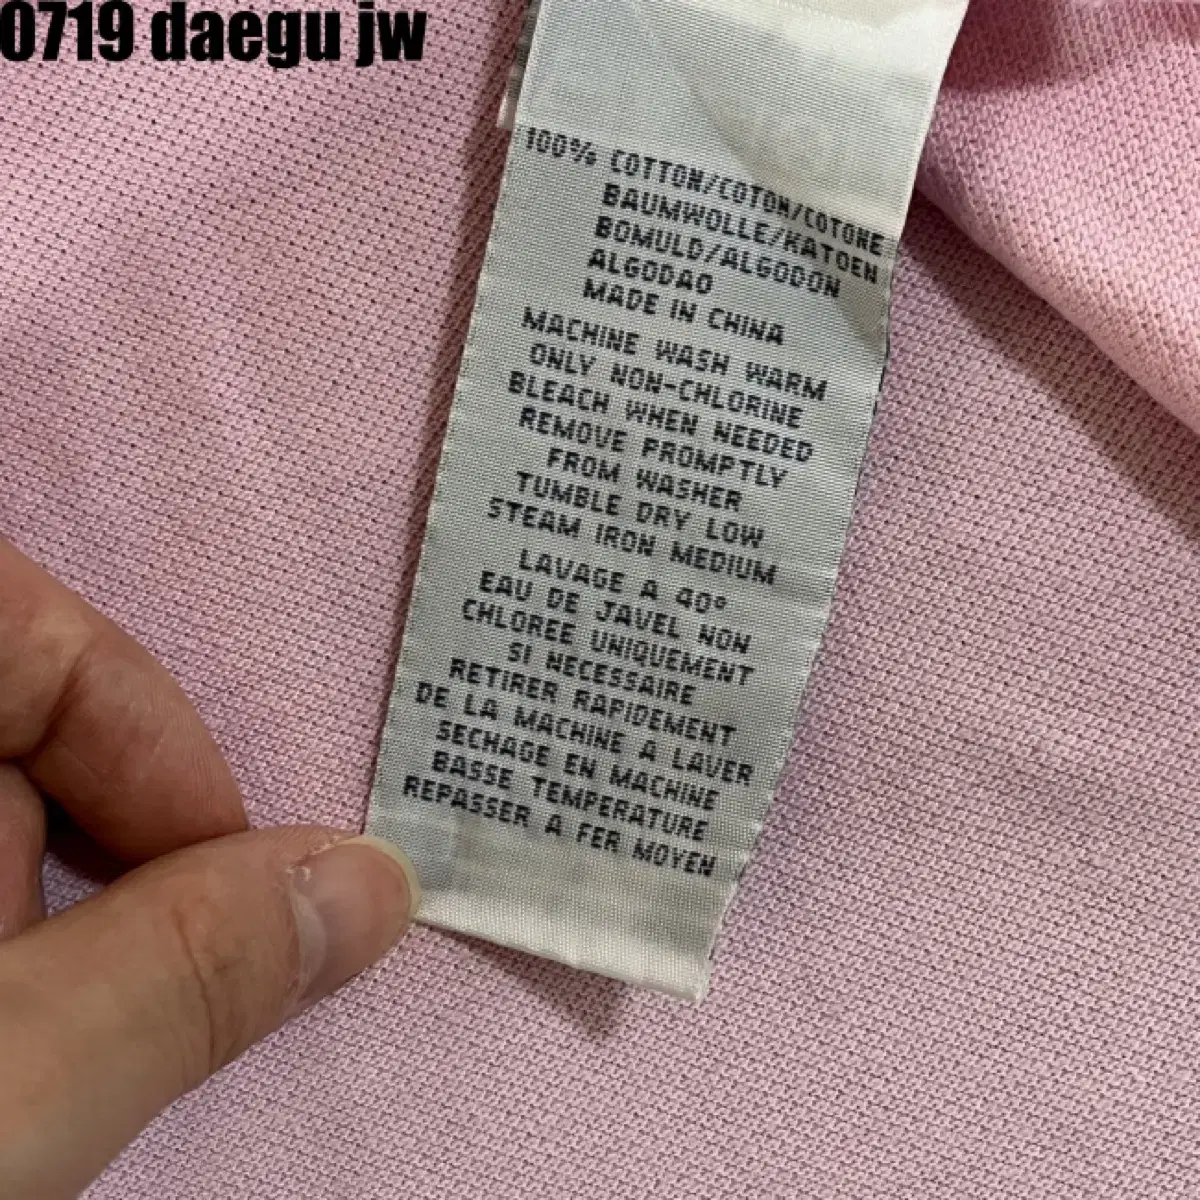 0719 daegu jw
100% COTTON/COTON/COTONE
BAUMWOLLE/KATOEN
BOMULD/ALGODON
ALGODAO
MADE IN CHINA
MACHINE WASH WARM
ONLY NON-CHLORINE
BLEACH WHEN NEEDED
REMOVE PROMPTLY
FROM WASHER
TUMBLE DRY LOW
STEAM IRON MEDIUM
LAVAGE A 40°
EAU DE JAVEL NON
CHLOREE UNIQUEMENT
SI NECESSAIRE
RETIRER RAPIDEMENT
DE LA MACHINE A LAVER
SECHAGE EN MACHINE
BASSE TEMPERATURE
REPASSER A FER MOYEN